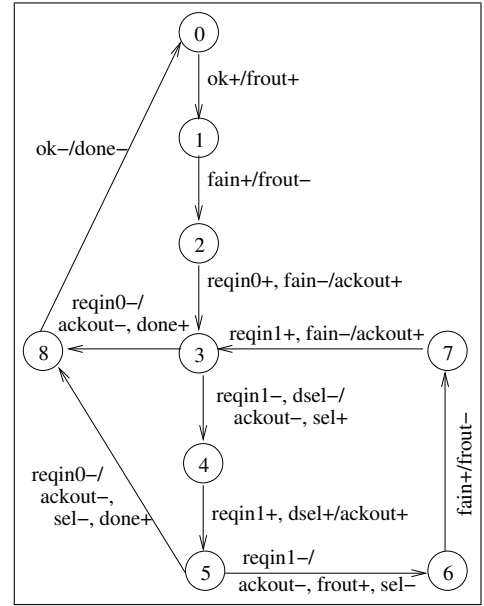 0
ok+/frout+
1
ok−/done−
fain+/frout−
2
reqin0+, fain−/ackout+
reqin0−/
ackout−, done+
reqin1+, fain−/ackout+
8
3
7
reqin1−, dsel−/
ackout−, sel+
4
reqin0−/
ackout−,
sel−, done+
reqin1+, dsel+/ackout+
fain+/frout−
5
reqin1−/
ackout−, frout+, sel−
6